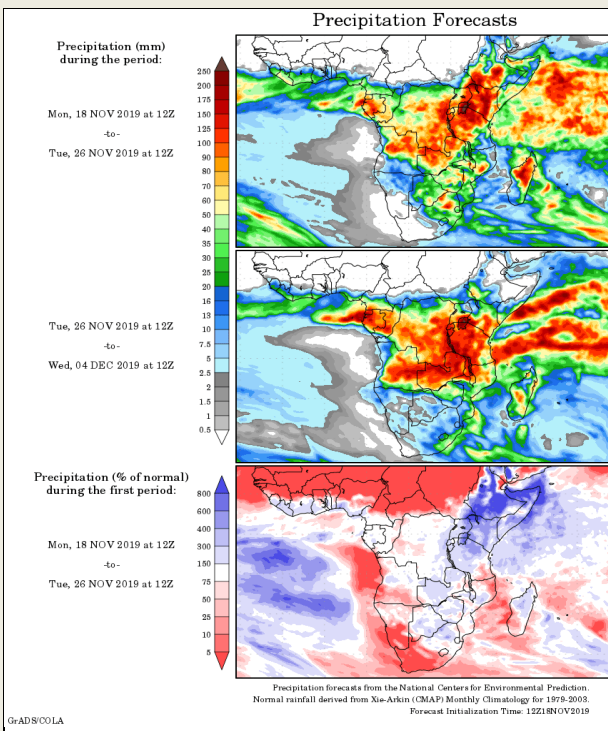 Precipitation Forecasts
Precipitation (mm)
during the period:
Mon, 18 NOV 2019 at 12Z
-to-
Tue, 26 NOV 2019 at 12Z
250
200
175
150
125
100
90
80
70
60
50
40
35
30
25
20
16
13
10
7.5
5
2.5
2
1.5
1
0.5
Tue, 26 NOV 2019 at 12Z
-to-
Wed, 04 DEC 2019 at 12Z
Precipitation (% of normal)
during the first period:
Mon, 18 NOV 2019 at 12Z
-to-
Tue, 26 NOV 2019 at 12Z
800
600
400
300
150
75
50
25
10
5
Precipitation forecasts from the National Centers for Environmental Prediction.
Normal rainfall derived from Xie-Arkin (CMAP) Monthly Climatology for 1979-2003.
Forecast Initialization Time: 12Z18NOV2019
GrADS/COLA